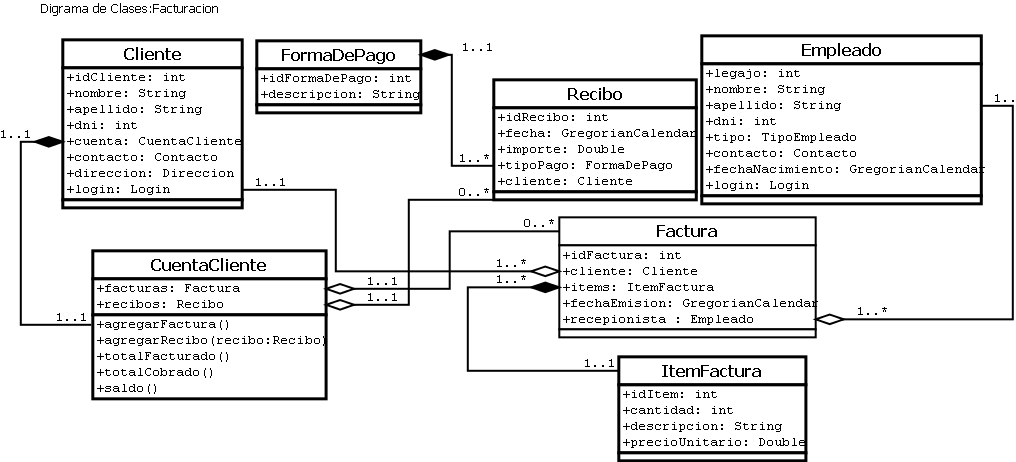 Digrama de Clases:Facturacion
Cliente
+idCliente: int
+nombre: String
+apellido: String
+dni: int
+cuenta: CuentaCliente
+contacto: Contacto
+direccion: Direccion
+login: Login
FormaDePago
+idFormaDePago: int
+descripcion: String
1..1
Recibo
+idRecibo: int
+fecha: GregorianCalendar
+importe: Double
+tipoPago: FormaDePago
+cliente: Cliente
1..*
0..*
Empleado
+legajo: int
+nombre: String
+apellido: String
+dni: int
+tipo: TipoEmpleado
+contacto: Contacto
+fechaNacimiento: GregorianCalendar
+login: Login
1..
1..1
1..1
CuentaCliente
+facturas: Factura
+recibos: Recibo
+agregarFactura()
+agregarRecibo(recibo:Recibo)
+totalFacturado()
+totalCobrado()
+saldo()
1..1
1..1
1..1
0..*
Factura
+idFactura: int
+cliente: Cliente
+items: ItemFactura
+fechaEmision: GregorianCalendar
+recepionista : Empleado
1..*
1..*
1..*
1..1
ItemFactura
+idItem: int
+cantidad: int
+descripcion: String
+precioUnitario: Double